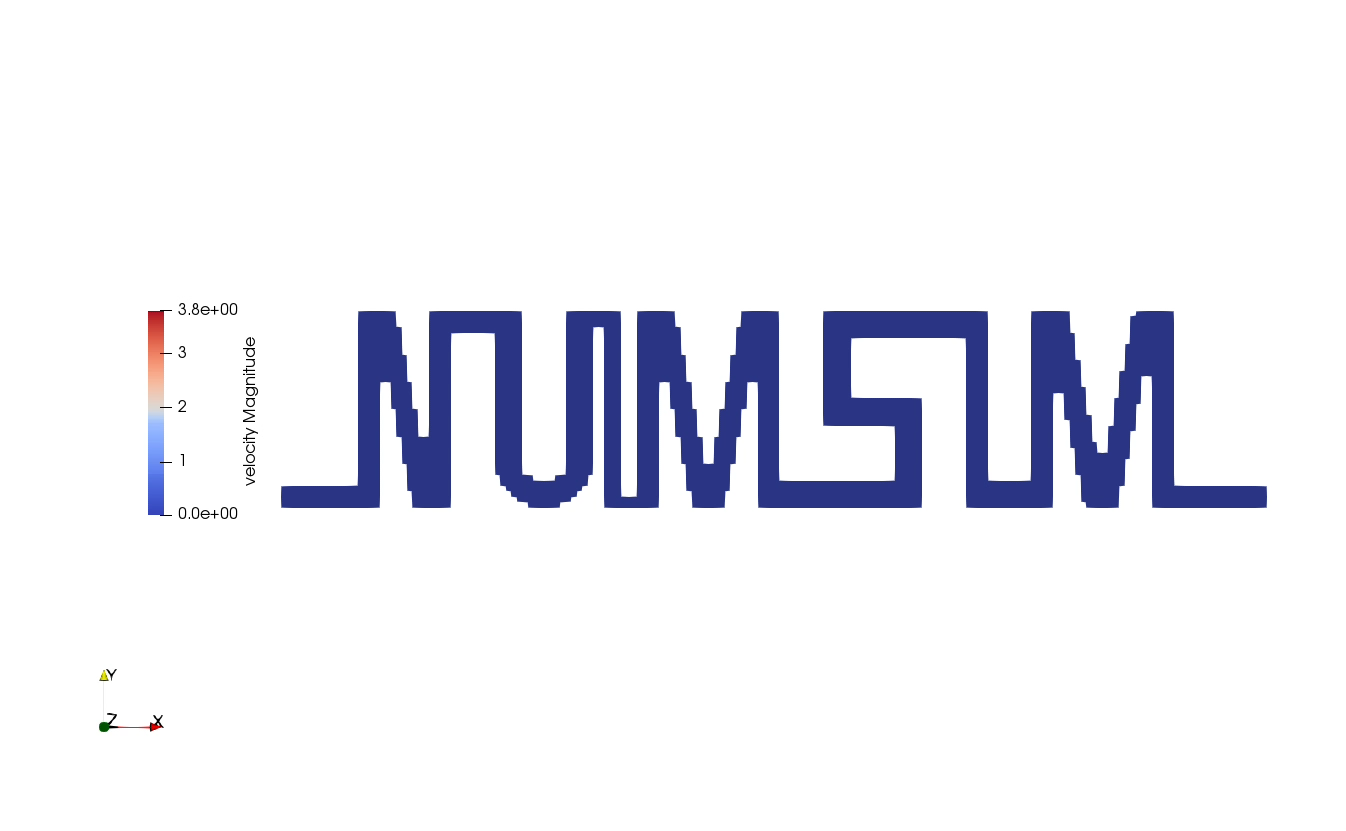 3.8e+00
3
2
1
0.0e+00
velocity Magnitude
NUMSIM
Y
Z X